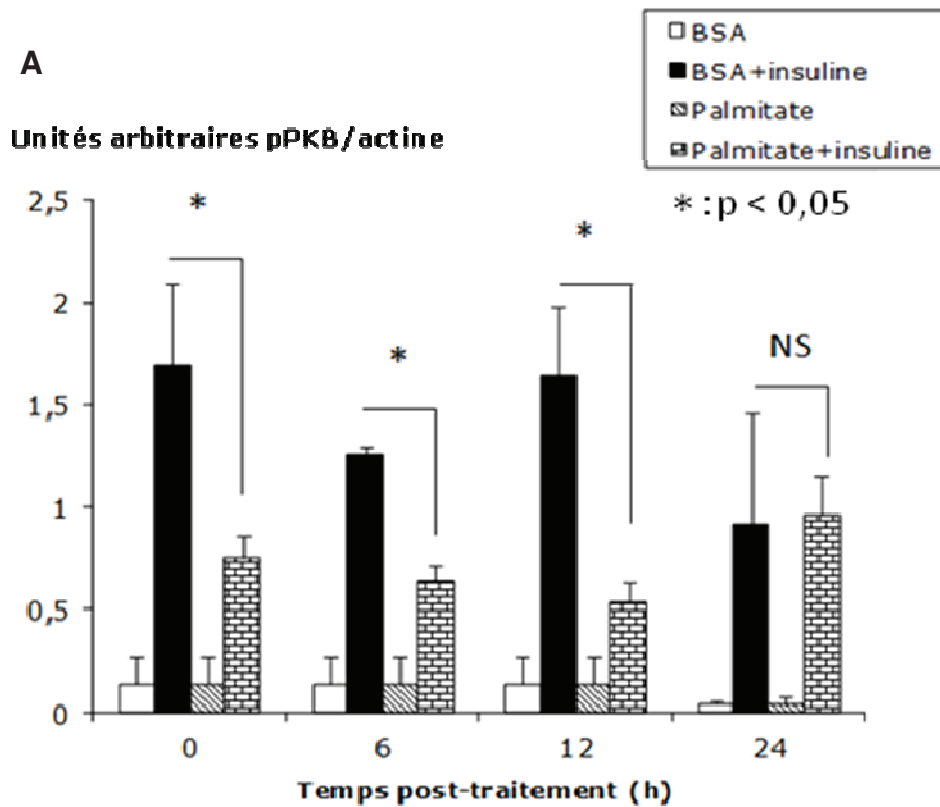 A
BSA
BSA+insuline
Palmitate
Palmitate+insuline
Unités arbitraires pPKB/actine
* :p < 0,05
2,5
2
1,5
1
0,5
0
*
*
*
NS
0 6 12 24
Temps post-traitement (h)